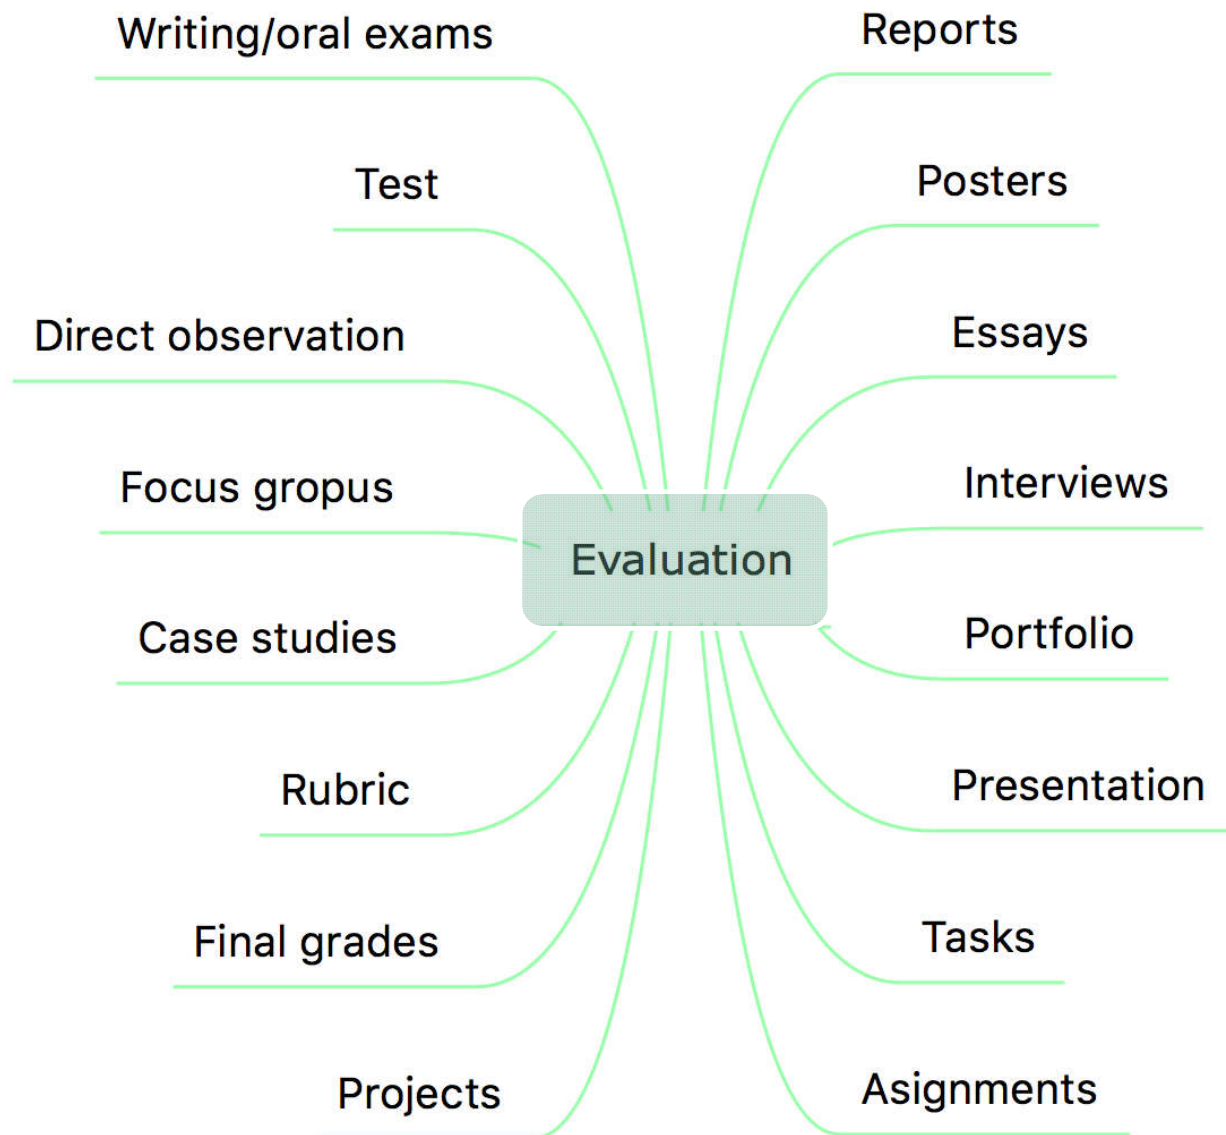 Writing/oral exams
Test
Direct observation
Focus gropus
Case studies
Rubric
Final grades
Projects
Evaluation
Reports
Posters
Essays
Interviews
Portfolio
Presentation
Tasks
Asignments